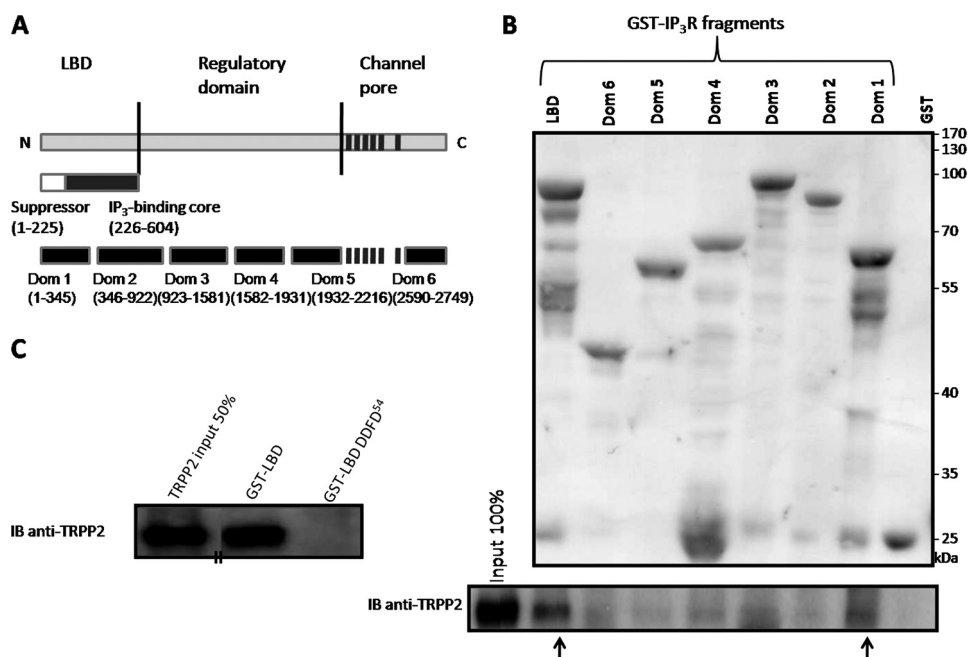 A
LBD
Regulatory domain
Channel pore
N
C
Suppressor
(1-225)
IP₃-binding core
(226-604)
Dom 1
(1-345)
Dom 2
(346-922)
Dom 3
(923-1581)
Dom 4
(1582-1931)
Dom 5
(1932-2216)
Dom 6
(2590-2749)
B
GST-IP₃R fragments
LBD
Dom 6
Dom 5
Dom 4
Dom 3
Dom 2
Dom 1
GST
170
130
100
70
55
40
35
25
kDa
Input 100%
IB anti-TRPP2
C
TRPP2 input 50%
GST-LBD
GST-LBD DDFD⁵⁴
IB anti-TRPP2